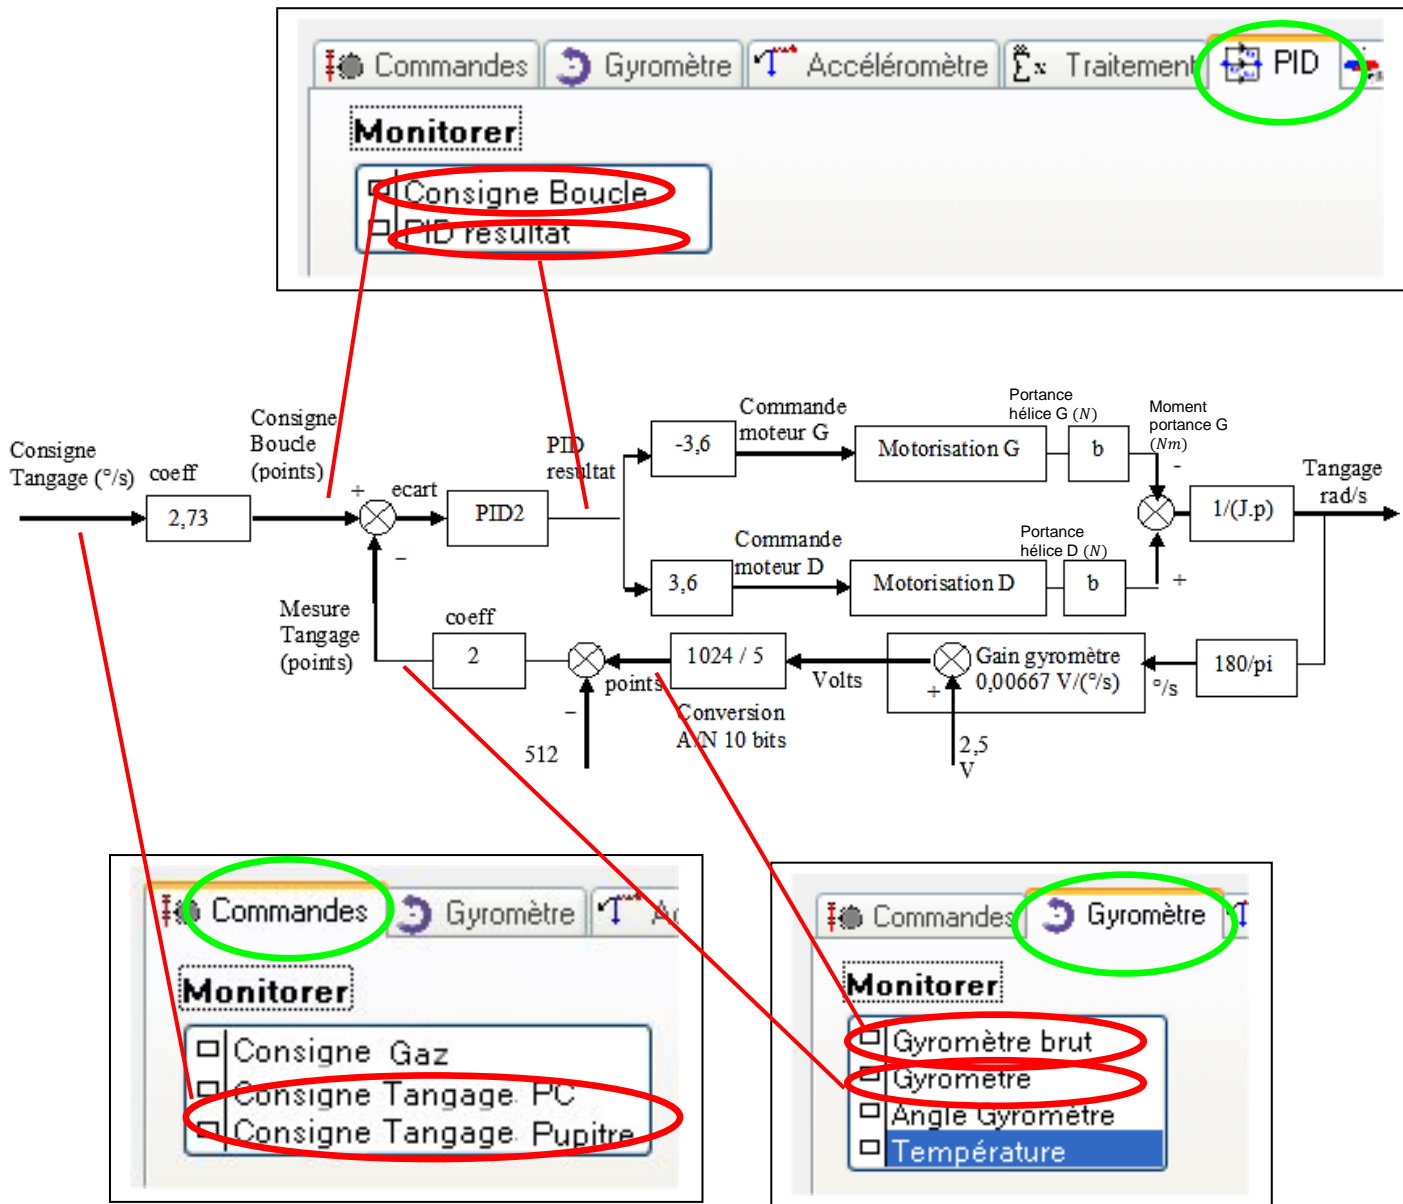 Commandes Gyromètre Accéléromètre Traitement PID
Monitorer
Consigne Boucle
PID resultat
Consigne
Tangage (°/s)
coeff
2,73
Consigne
Boucle
(points)
+
−
ecart
PID2
PID
resultat
-3,6
Commande
moteur G
Motorisation G
Portance
hélice G (N)
b
Moment
portance G
(Nm)
-
3,6
Commande
moteur D
Motorisation D
Portance
hélice D (N)
b
+
1/(J.p)
Tangage
rad/s
Mesure
Tangage
(points)
coeff
2
−
512
points
1024 / 5
Conversion
A/N 10 bits
Volts
+
2,5
V
Gain gyromètre
0,00667 V/(°/s)
°/s
180/pi
Commandes Gyromètre
Monitorer
Consigne Gaz
Consigne Tangage PC
Consigne Tangage Pupitre
Commandes Gyromètre
Monitorer
Gyromètre brut
Gyromètre
Angle Gyromètre
Température